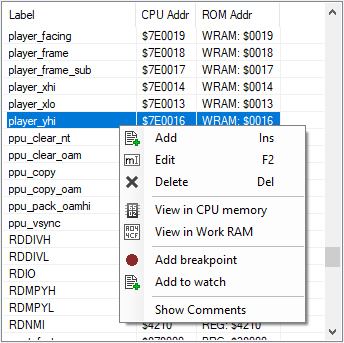 Label CPU Addr ROM Addr
player_facing $7E0019 WRAM: $0019
player_frame $7E0018 WRAM: $0018
player_frame_sub $7E0017 WRAM: $0017
player_xhi $7E0014 WRAM: $0014
player_xlo $7E0013 WRAM: $0013
player_yhi $7E0016 WRAM: $0016
ppu_clear_nt
ppu_clear_oam
ppu_copy
ppu_copy_oam
ppu_pack_oamhi
ppu_vsync
RDDIVH
RDDIVL
RDIO
RDMPYH
RDMPYL
RDNMI $4210 REG: $4210
Add Ins
Edit F2
Delete Del
View in CPU memory
View in Work RAM
Add breakpoint
Add to watch
Show Comments